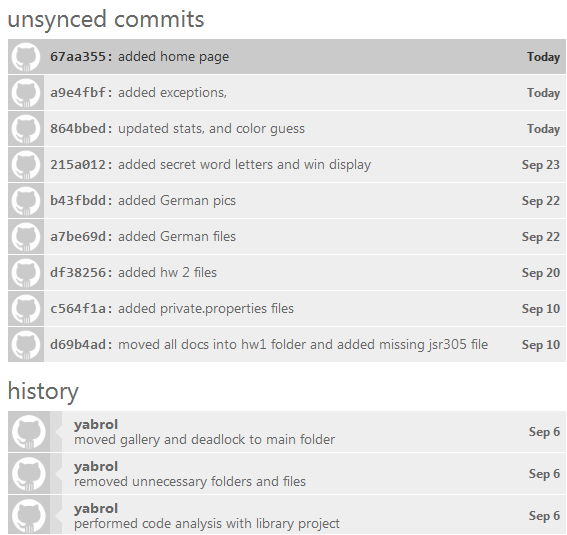 unsynced commits
67aa355: added home page Today
a9e4fbf: added exceptions, Today
864bbed: updated stats, and color guess Today
215a012: added secret word letters and win display Sep 23
b43fbdd: added German pics Sep 22
a7be69d: added German files Sep 22
df38256: added hw 2 files Sep 20
c564f1a: added private.properties files Sep 10
d69b4ad: moved all docs into hw1 folder and added missing jsr305 file Sep 10
history
yabrol
moved gallery and deadlock to main folder Sep 6
yabrol
removed unnecessary folders and files Sep 6
yabrol
performed code analysis with library project Sep 6